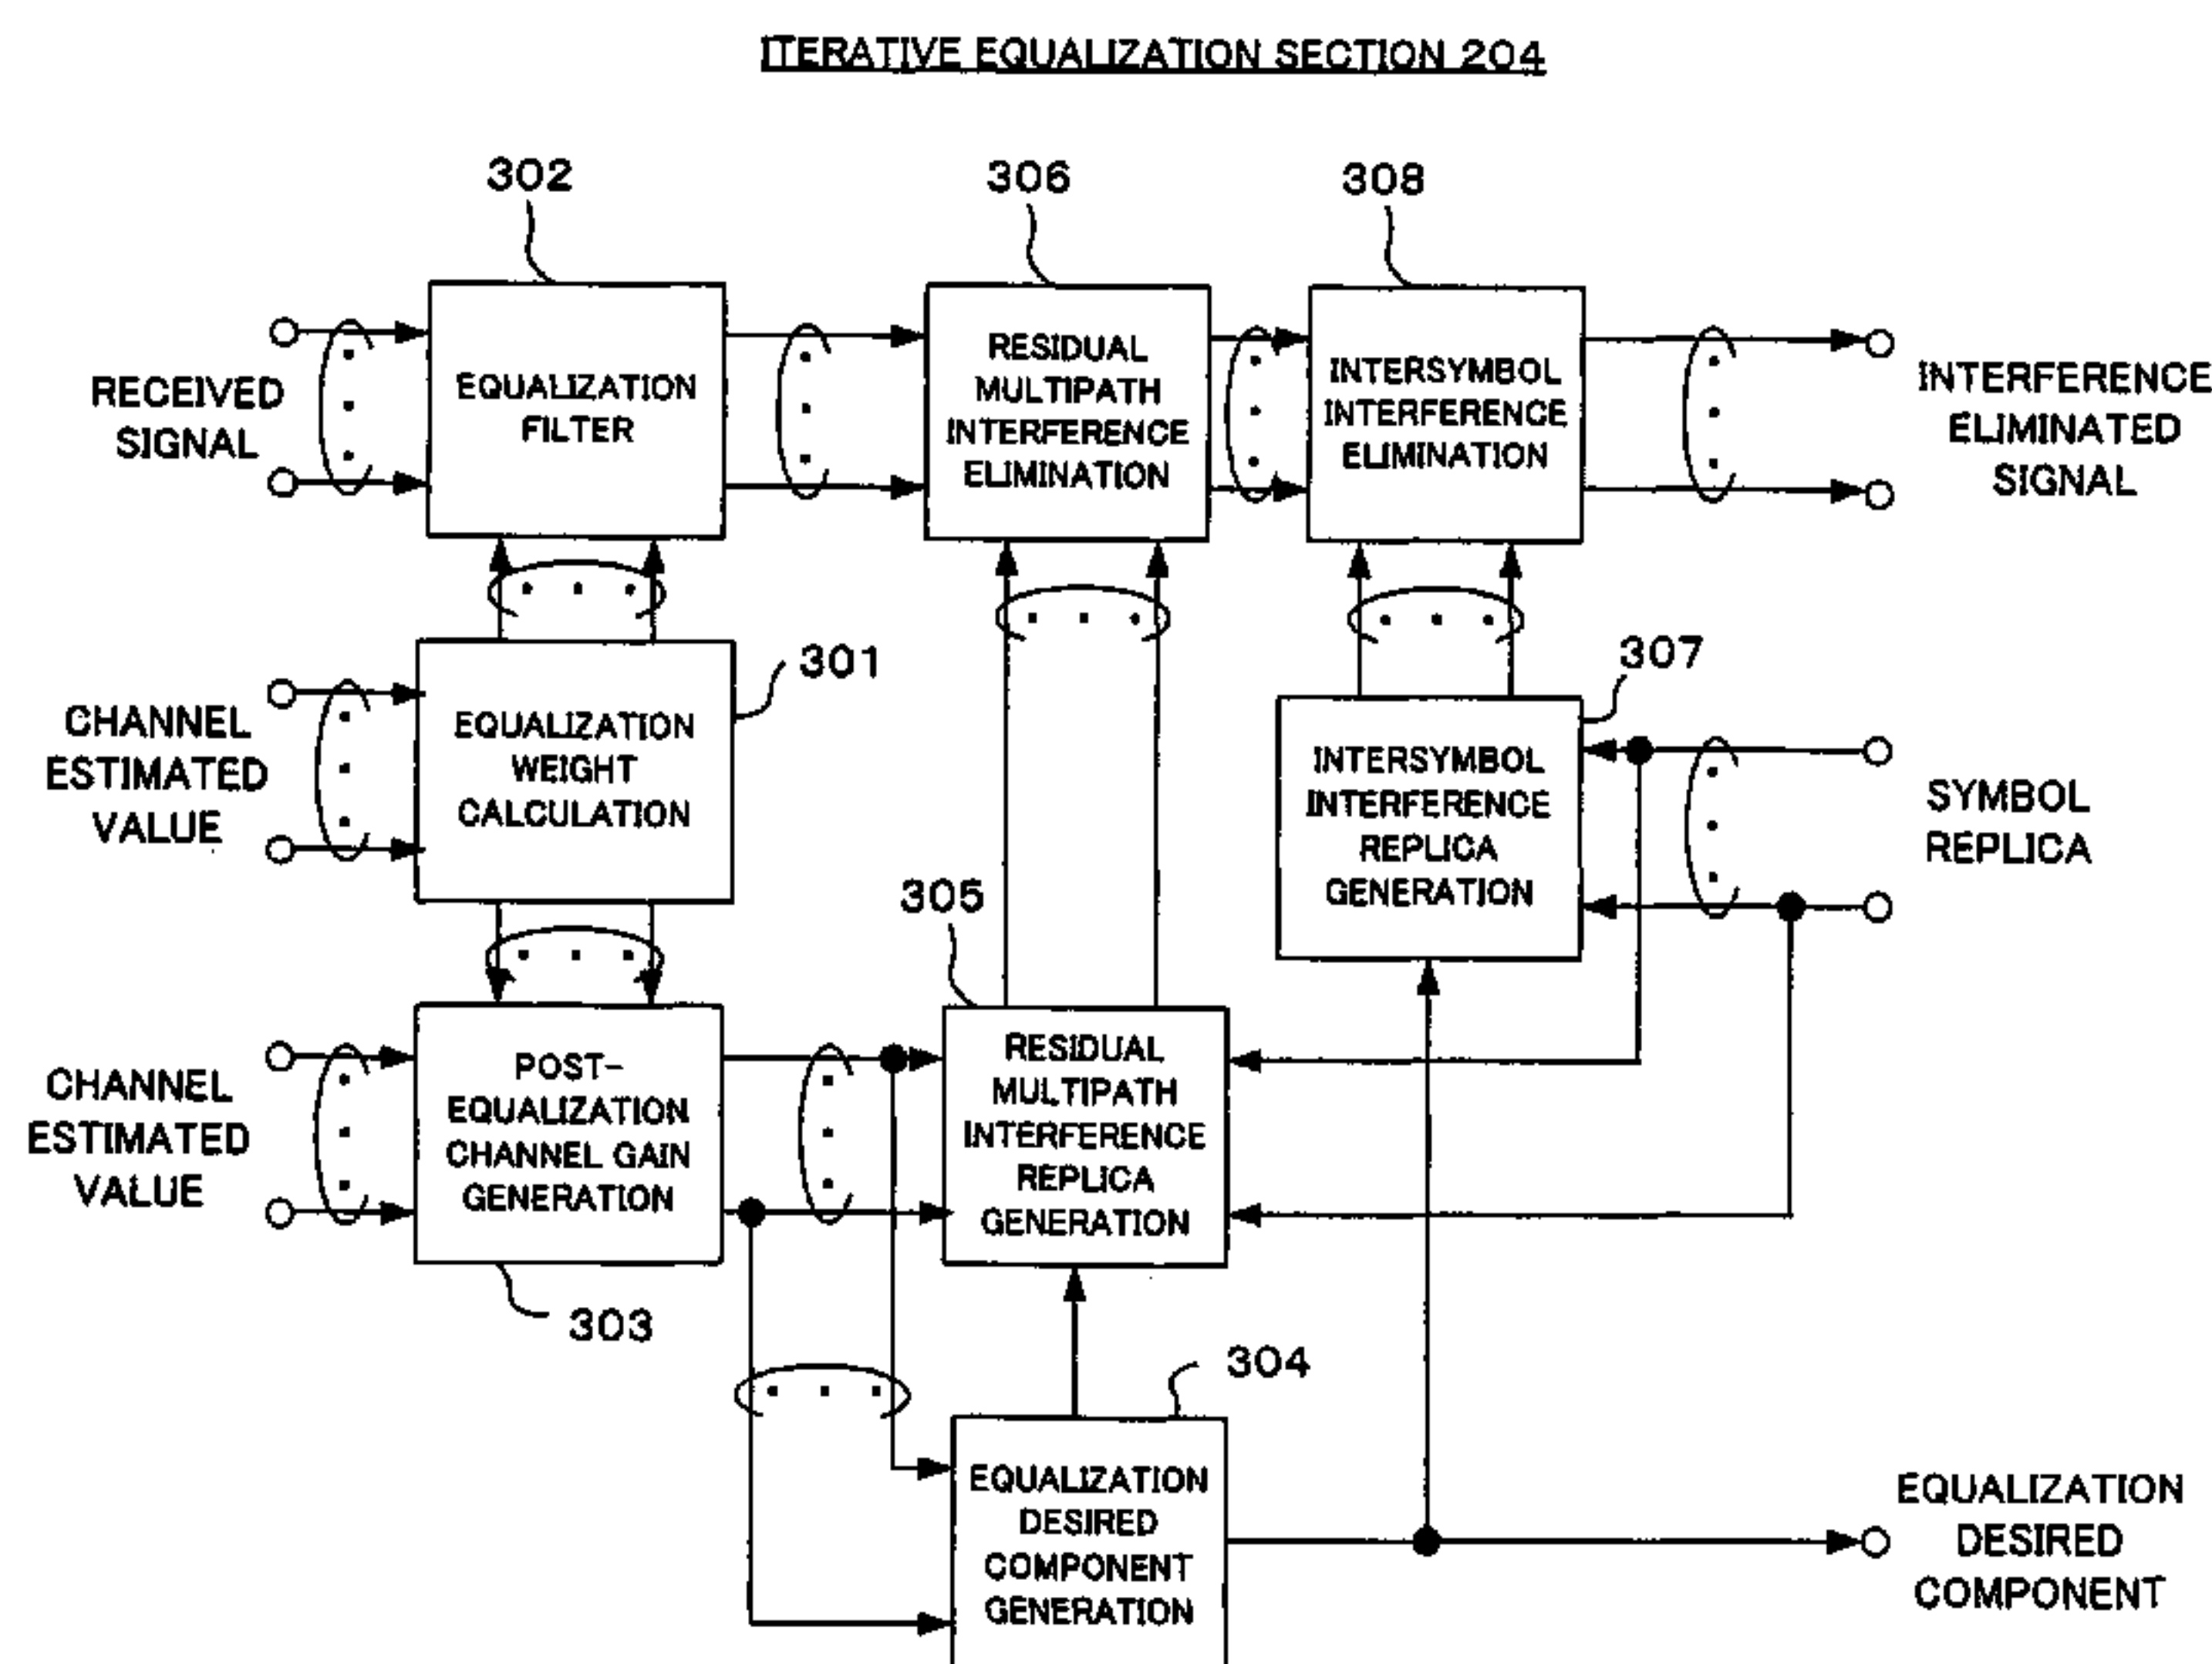 ITERATIVE EQUALIZATION SECTION 204
302
306
308
RECEIVED
SIGNAL
EQUALIZATION
FILTER
RESIDUAL
MULTIPATH
INTERFERENCE
ELIMINATION
INTERSYMBOL
INTERFERENCE
ELIMINATION
INTERFERENCE
ELIMINATED
SIGNAL
301
307
CHANNEL
ESTIMATED
VALUE
EQUALIZATION
WEIGHT
CALCULATION
INTERSYMBOL
INTERFERENCE
REPLICA
GENERATION
SYMBOL
REPLICA
305
CHANNEL
ESTIMATED
VALUE
POST-
EQUALIZATION
CHANNEL GAIN
GENERATION
RESIDUAL
MULTIPATH
INTERFERENCE
REPLICA
GENERATION
303
304
EQUALIZATION
DESIRED
COMPONENT
GENERATION
EQUALIZATION
DESIRED
COMPONENT